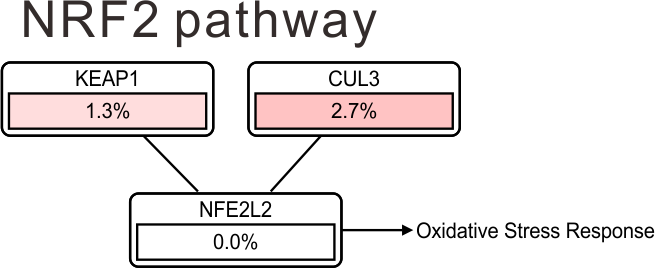 NRF2 pathway
KEAP1
1.3%
CUL3
2.7%
NFE2L2
0.0%
Oxidative Stress Response